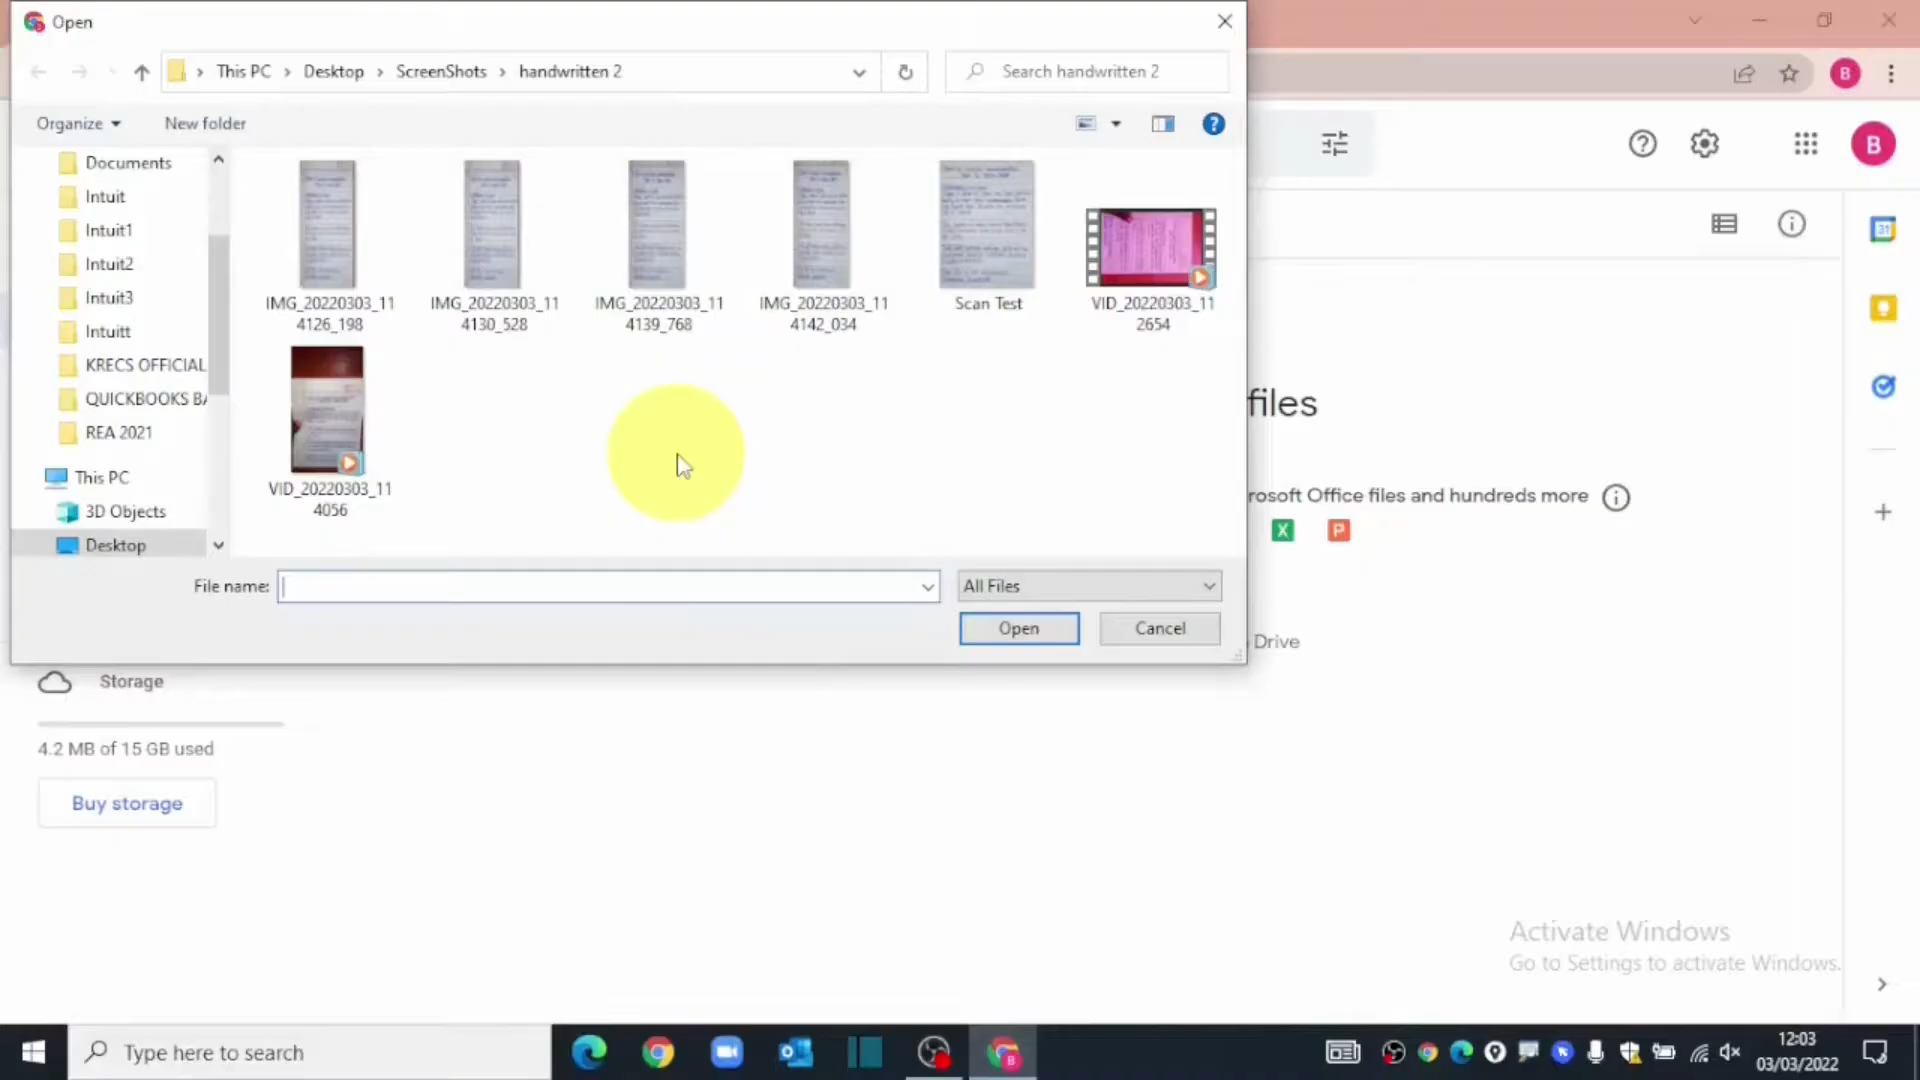 Open
This PC > Desktop > ScreenShots > handwritten 2
Search handwritten 2
Organize
New folder
Documents
Intuit
Intuit1
Intuit2
Intuit3
Intuitt
KRECS OFFICIAL
QUICKBOOKS BA
REA 2021
This PC
3D Objects
Desktop
IMG_20220303_11
4126_198
IMG_20220303_11
4130_528
IMG_20220303_11
4139_768
IMG_20220303_11
4142_034
Scan Test
VID_20220303_11
2654
VID_20220303_11
4056
File name:
All Files
Open
Cancel
B
B
31
files
rosoft Office files and hundreds more
X
P
Drive
Storage
4.2 MB of 15 GB used
Buy storage
Activate Windows
Go to Settings to activate Windows.
Type here to search
B
12:03
03/03/2022